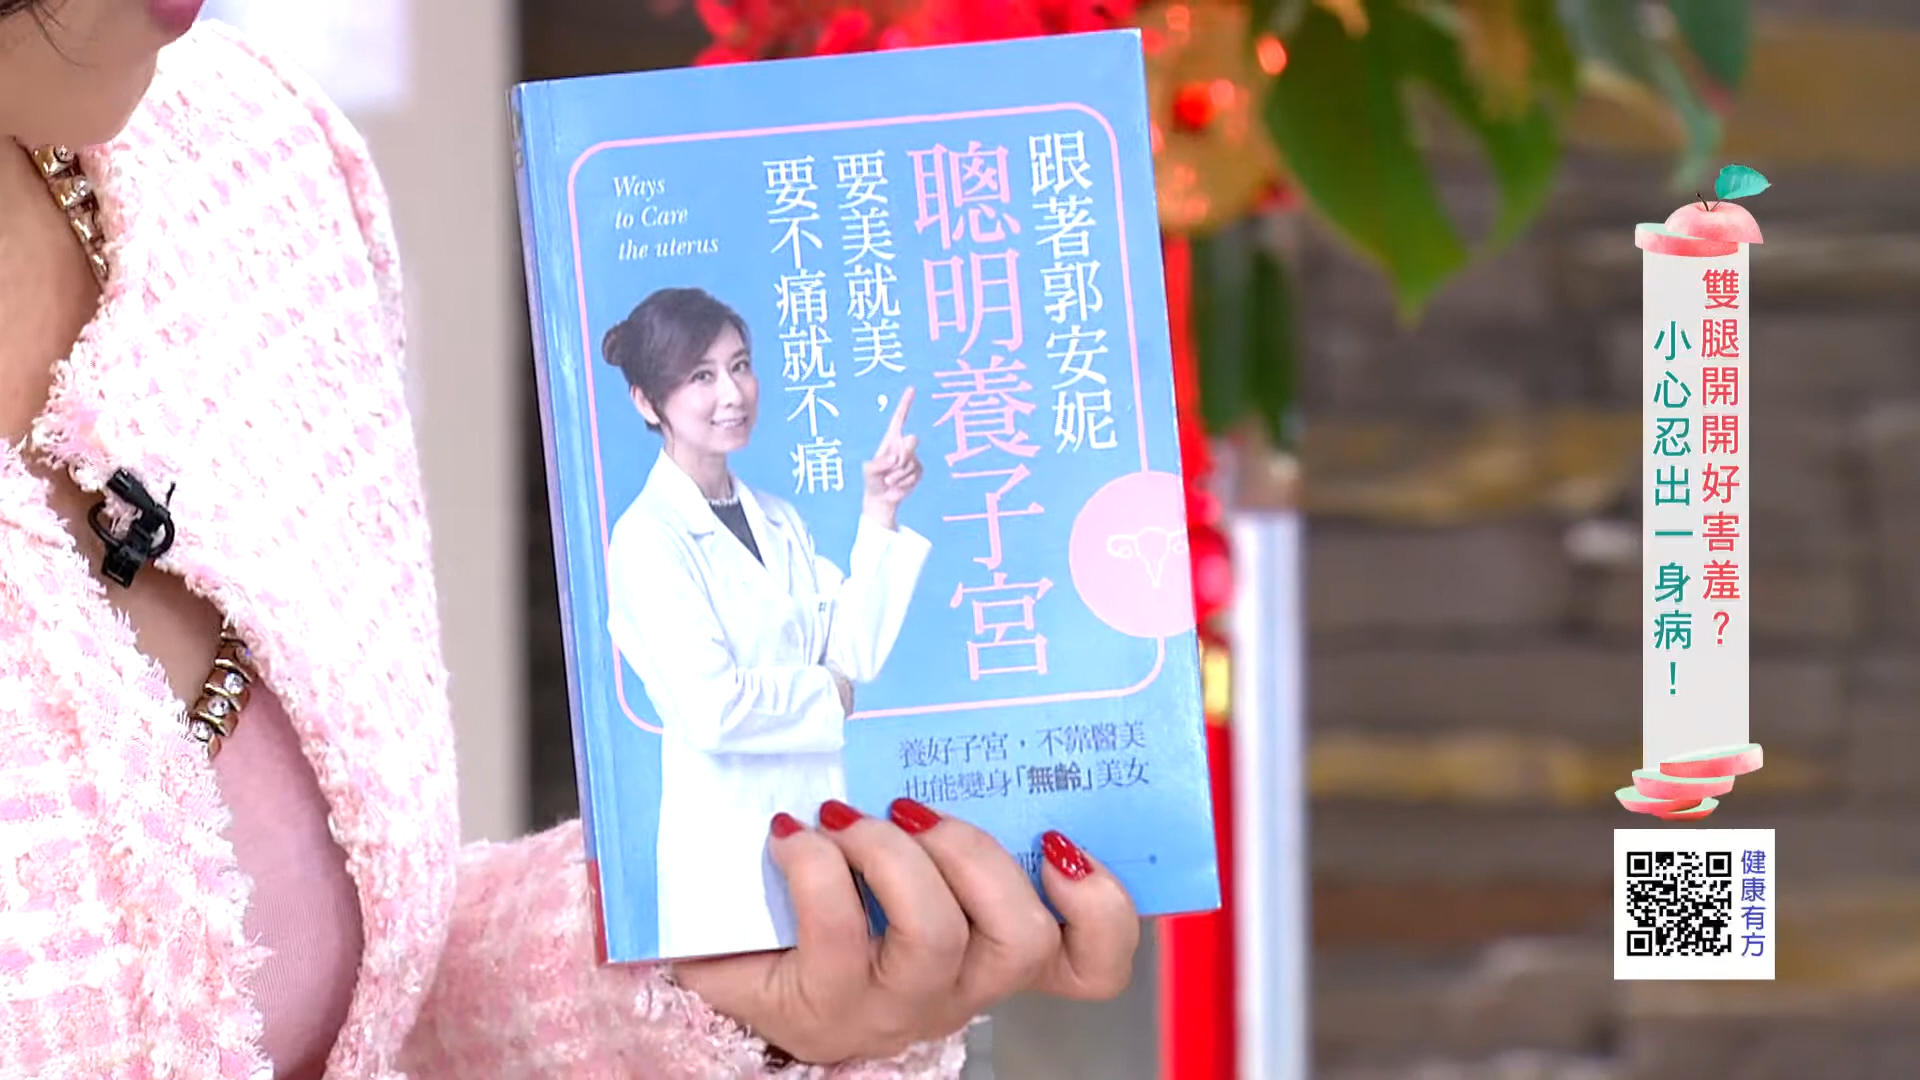 跟著郭安妮
聰明養子宮
要美就美，
要不痛就不痛
Ways
to Care
the uterus
養好子宮，不靠醫美
也能變身「無齡」美女
雙腿開開好害羞？
小心忍出一身病！
健康有方